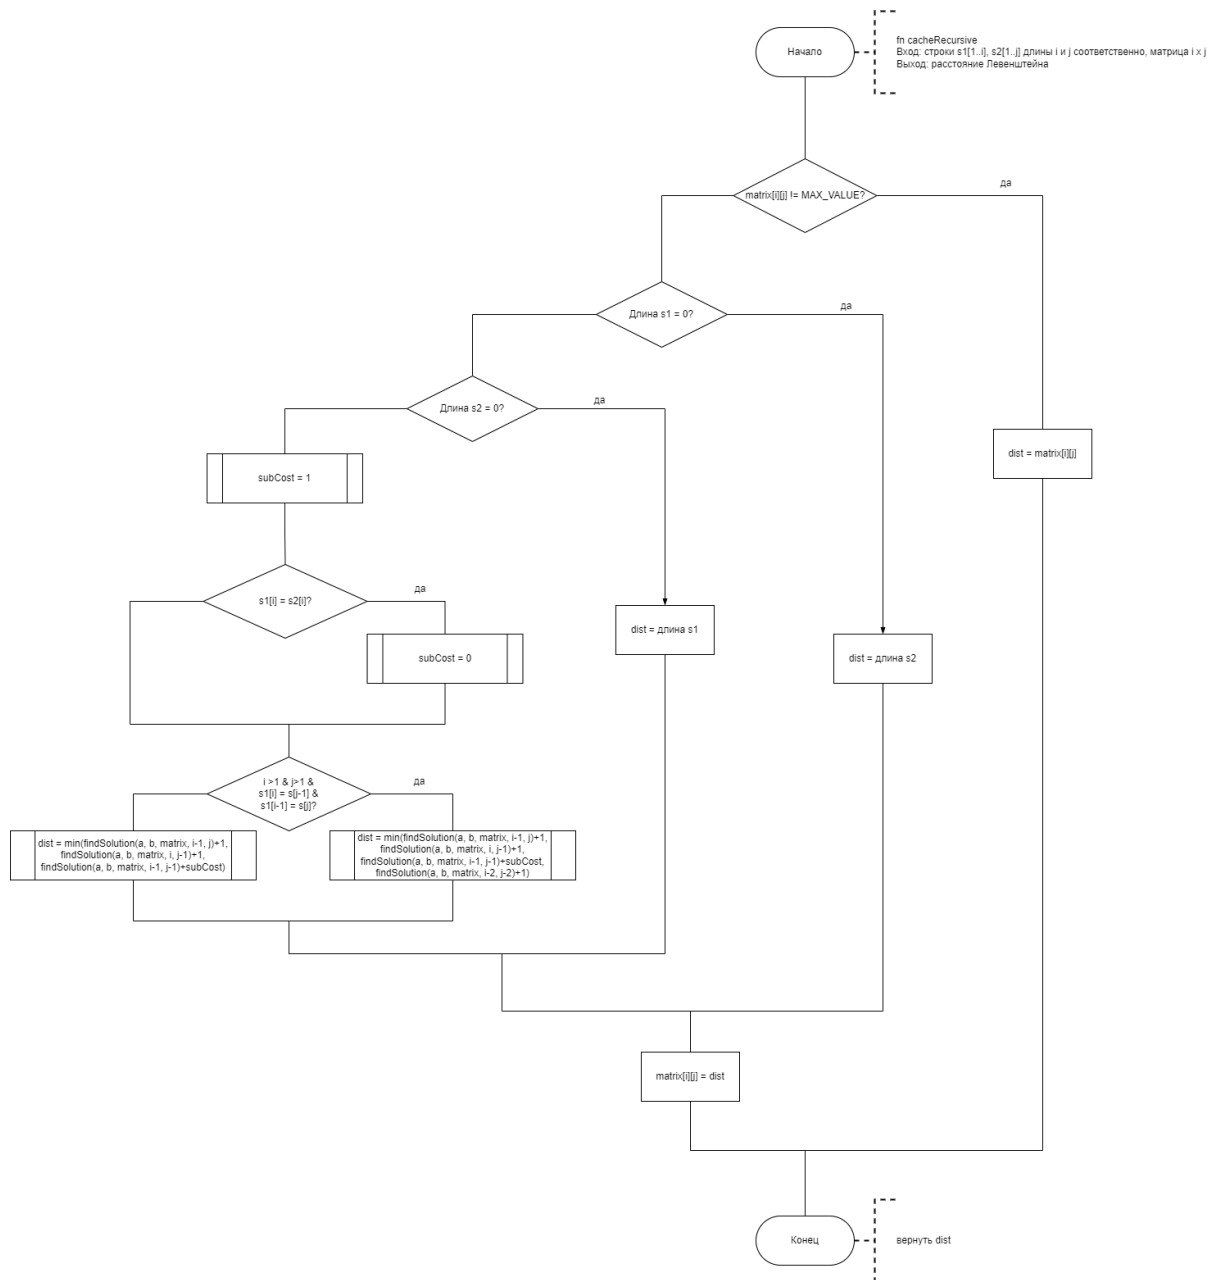 Начало
fn cacheRecursive
Вход: строки s1[1..i], s2[1..j] длины i и j соответственно, матрица i x j
Выход: расстояние Левенштейна
matrix[i][j] != MAX_VALUE?
да
Длина s1 = 0?
да
Длина s2 = 0?
да
dist = matrix[i][j]
subCost = 1
s1[i] = s2[i]?
да
dist = длина s1
subCost = 0
dist = длина s2
i >1 & j>1 &
s1[i] = s[j-1] &
s1[i-1] = s[j]?
да
dist = min(findSolution(a, b, matrix, i-1, j)+1,
findSolution(a, b, matrix, i, j-1)+1,
findSolution(a, b, matrix, i-1, j-1)+subCost)
dist = min(findSolution(a, b, matrix, i-1, j)+1,
findSolution(a, b, matrix, i, j-1)+1,
findSolution(a, b, matrix, i-1, j-1)+subCost,
findSolution(a, b, matrix, i-2, j-2)+1)
matrix[i][j] = dist
Конец
вернуть dist